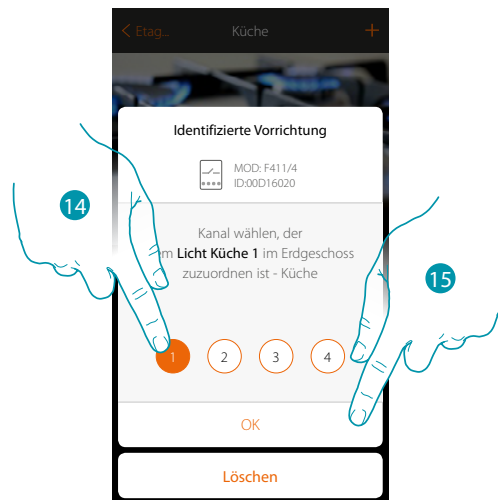 Etag...
Küche
Identifizierte Vorrichtung
MOD: F411/4
ID:00D16020
Kanal wählen, der
m Licht Küche 1 im Erdgeschoss
zuzuordnen ist - Küche
14
15
1 2 3 4
OK
Löschen